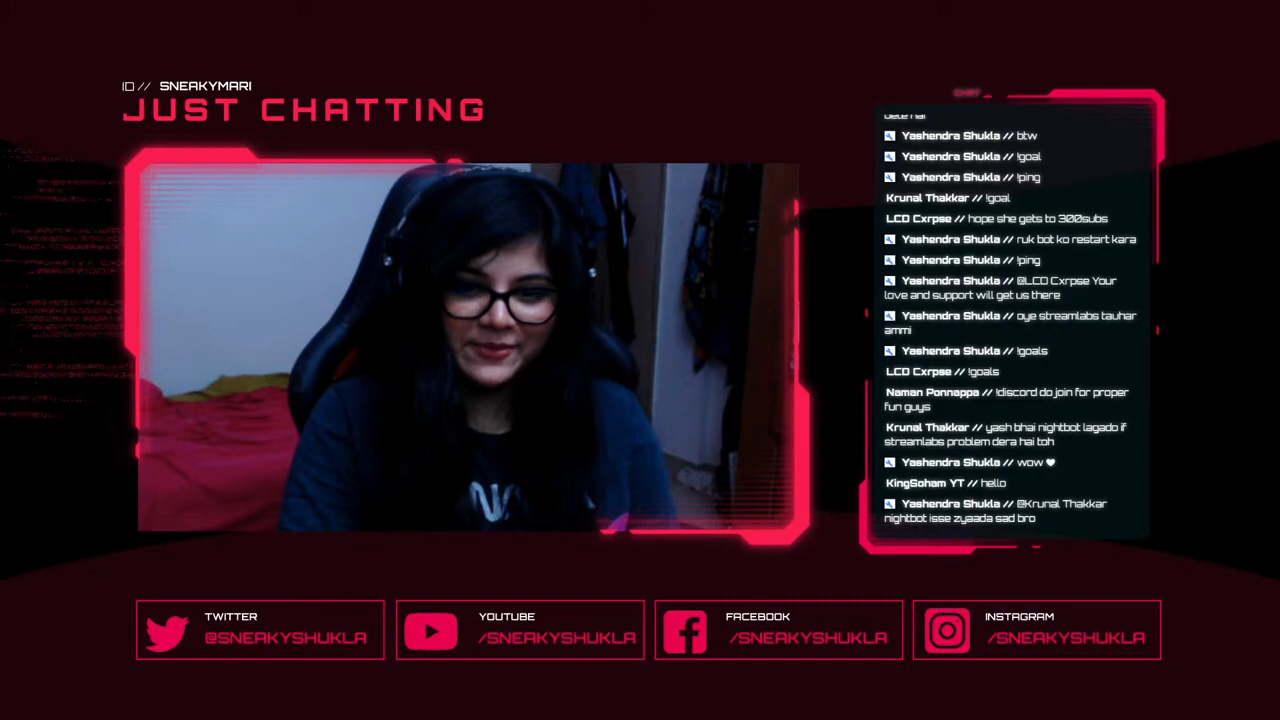 ID // SNEAKYMARI
JUST CHATTING
CHAT
Yashendra Shukla // btw
Yashendra Shukla // !goal
Yashendra Shukla // !ping
Krunal Thakkar // !goal
LCD Cxrpse // hope she gets to 300subs
Yashendra Shukla // ruk bot ko restart kara
Yashendra Shukla // !ping
Yashendra Shukla // @LCD Cxrpse Your
love and support will get us there
Yashendra Shukla // oye streamlabs tauhar
ammi
Yashendra Shukla // !goals
LCD Cxrpse // !goals
Naman Ponnappa // !discord do join for proper
fun guys
Krunal Thakkar // yash bhai nightbot lagado if
streamlabs problem dera hai toh
Yashendra Shukla // wow ♥
KingSoham YT // hello
Yashendra Shukla // @Krunal Thakkar
nightbot isse zyaada sad bro
TWITTER
@SNEAKYSHUKLA
YOUTUBE
/SNEAKYSHUKLA
FACEBOOK
/SNEAKYSHUKLA
INSTAGRAM
/SNEAKYSHUKLA